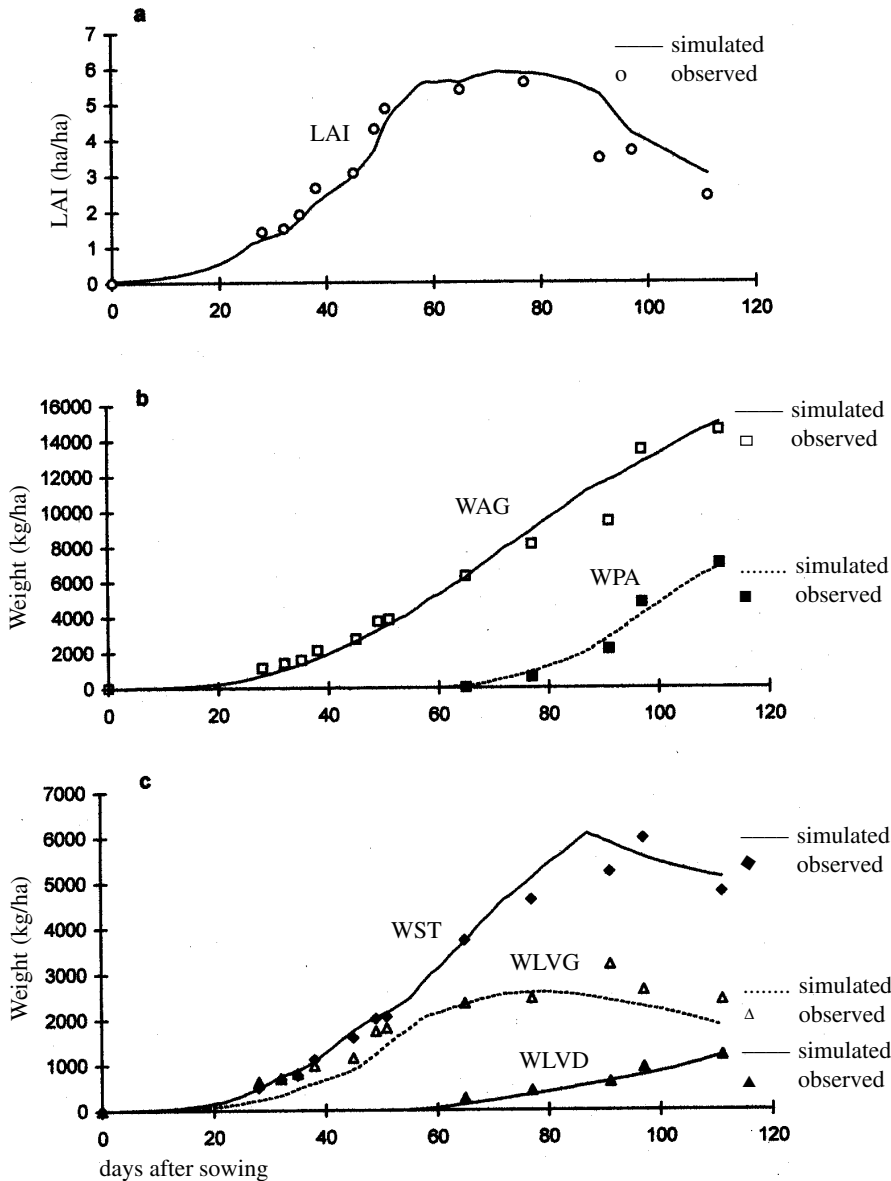 a
7
6
5
4
3
2
1
0
LAI (ha/ha)
simulated
observed
LAI
0 20 40 60 80 100 120
b
16000
14000
12000
10000
8000
6000
4000
2000
0
Weight (kg/ha)
simulated
observed
WAG
simulated
observed
WPA
0 20 40 60 80 100 120
c
7000
6000
5000
4000
3000
2000
1000
0
Weight (kg/ha)
simulated
observed
WST
WLVG
simulated
observed
WLVD
simulated
observed
0 20 40 60 80 100 120
days after sowing